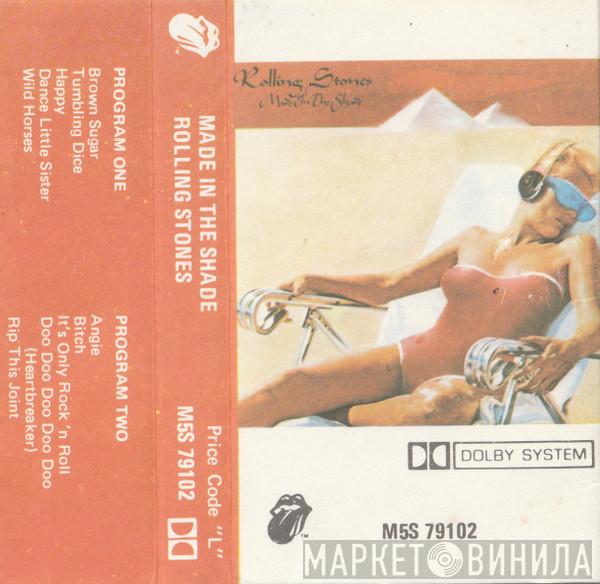 PROGRAM ONE
Brown Sugar
Tumbling Dice
Happy
Dance Little Sister
Wild Horses
PROGRAM TWO
Angie
Bitch
It's Only Rock 'n Roll
Doo Doo Doo Doo Doo
(Heartbreaker)
Rip This Joint
TM
MADE IN THE SHADE
ROLLING STONES
Price Code "L"
M5S 79102
Rolling Stones
Made In The Shade
DOLBY SYSTEM
TM
M5S 79102
МАРКЕТ ВИНИЛА